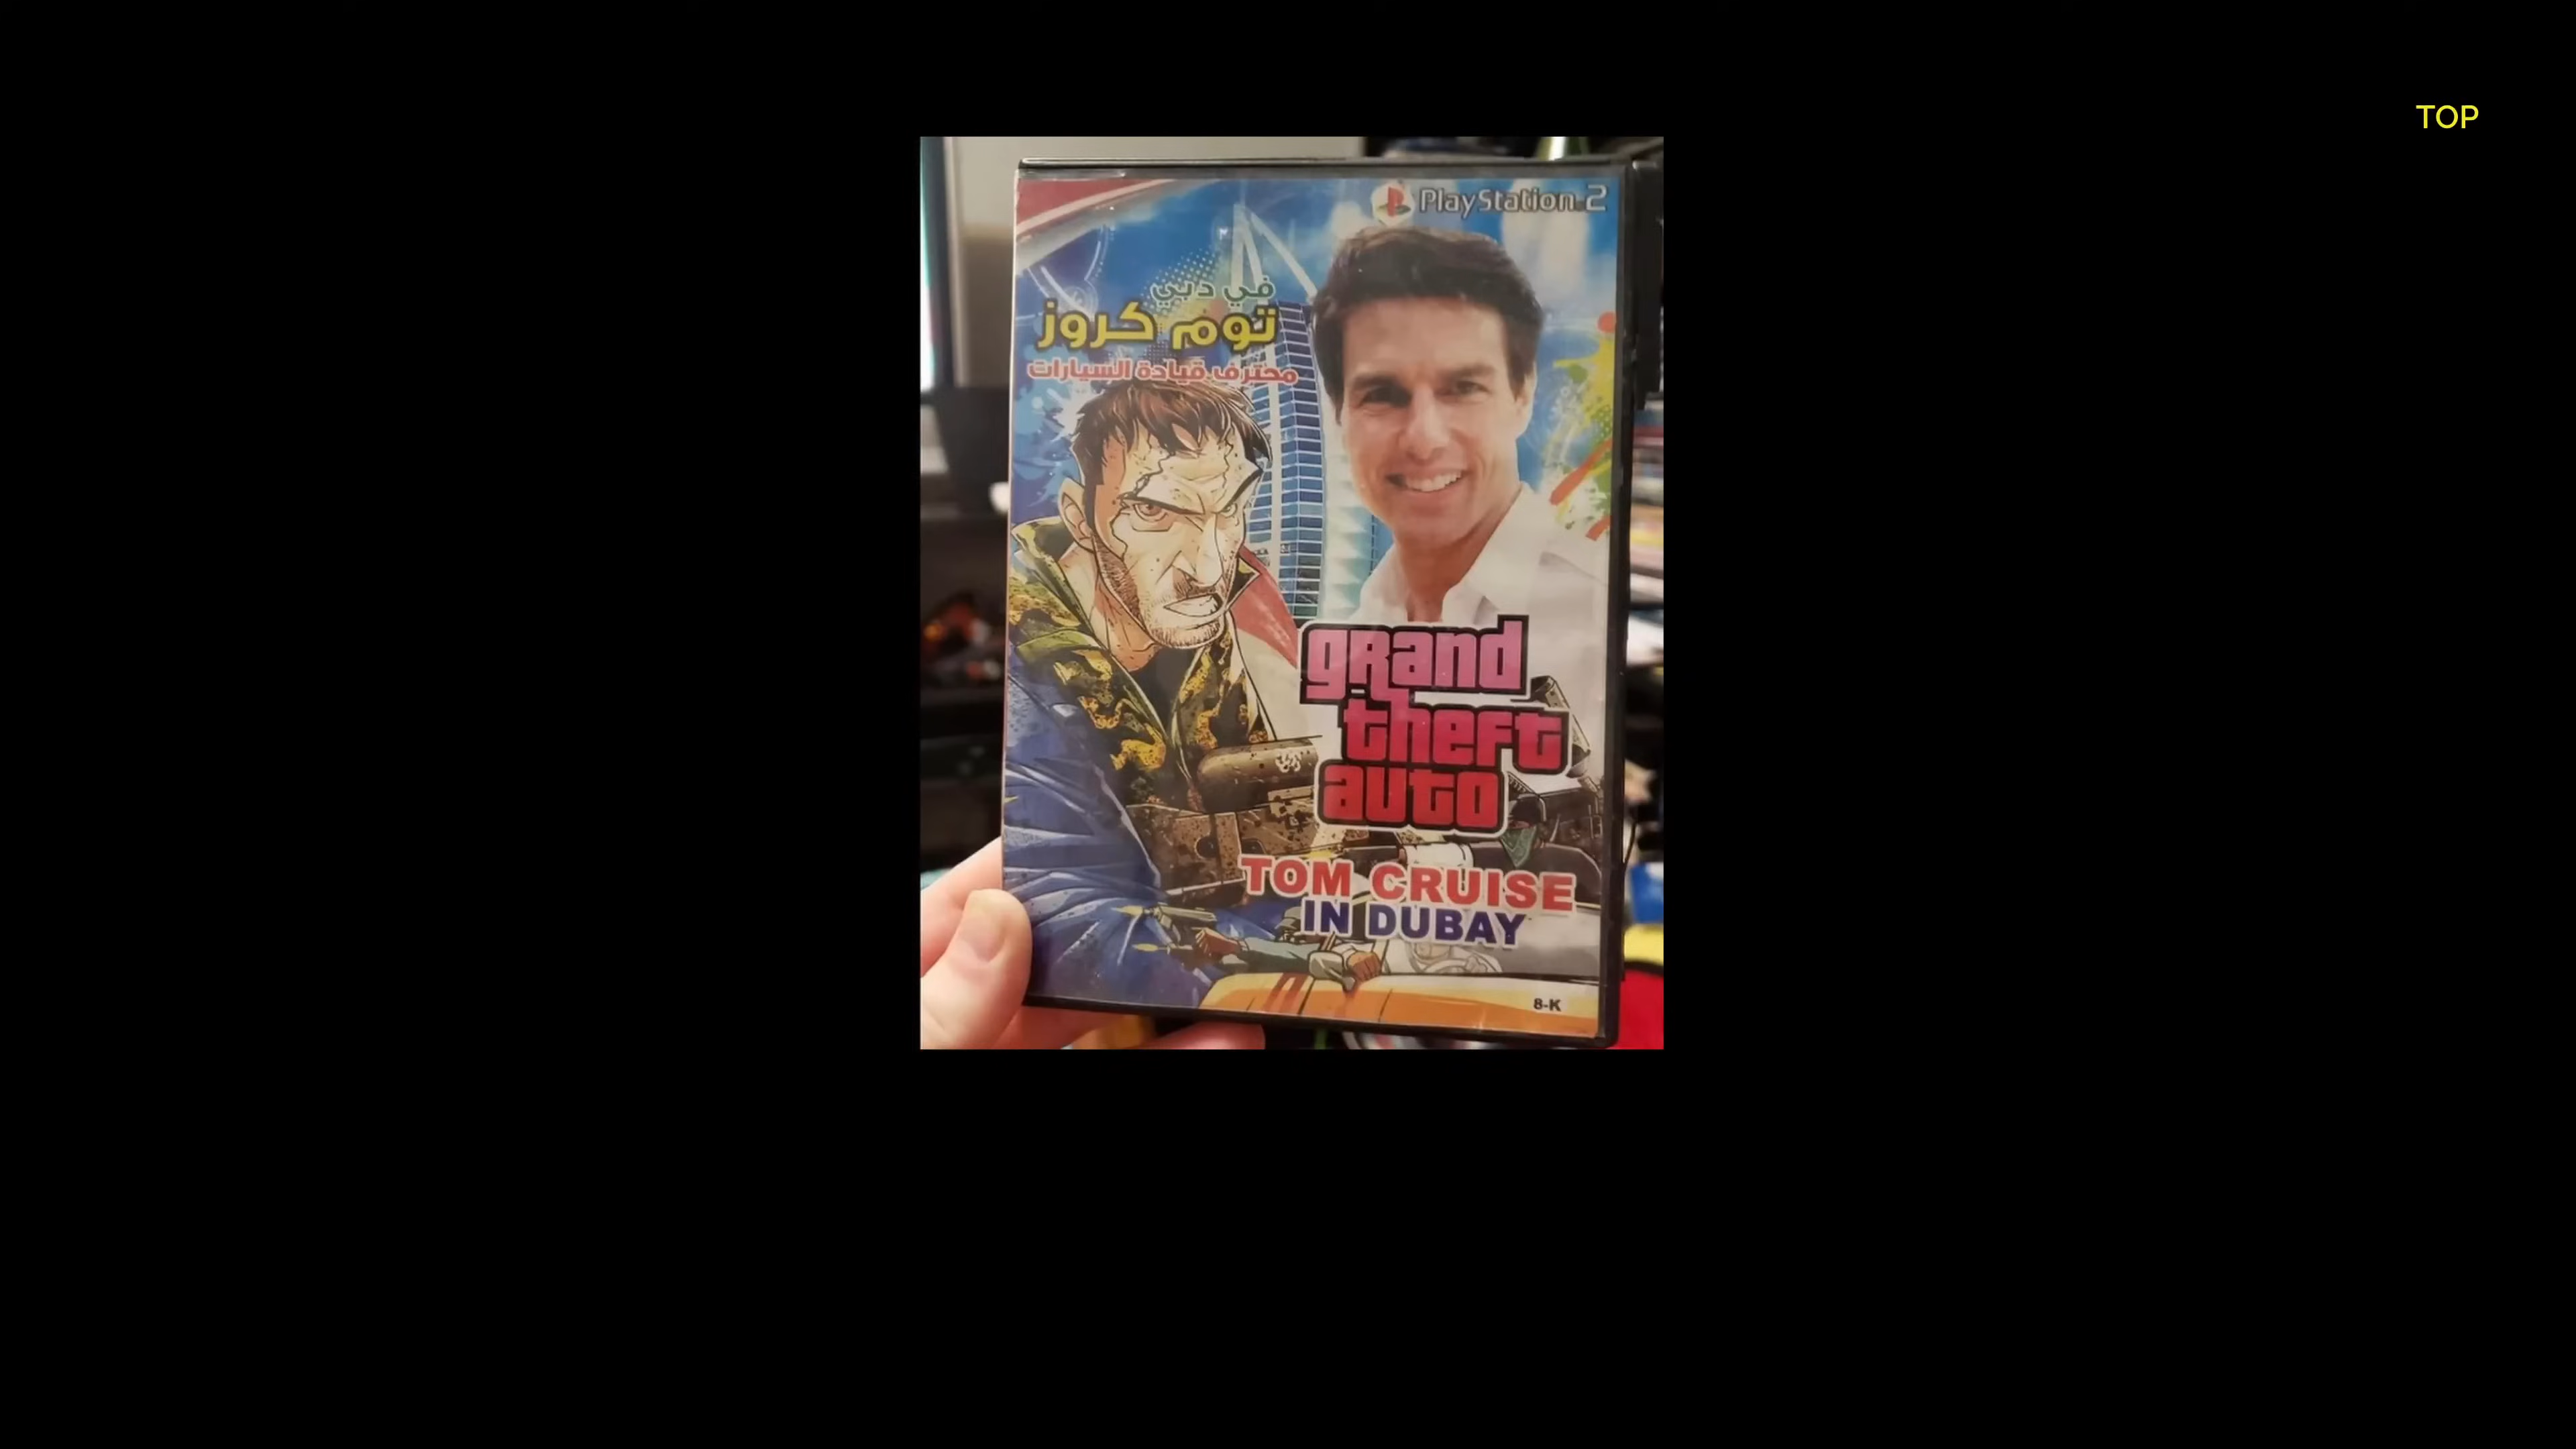 TOP
PlayStation.2
في دبي
توم كروز
محترف قيادة السيارات
grand
theft
auto
TOM CRUISE
IN DUBAY
8-K